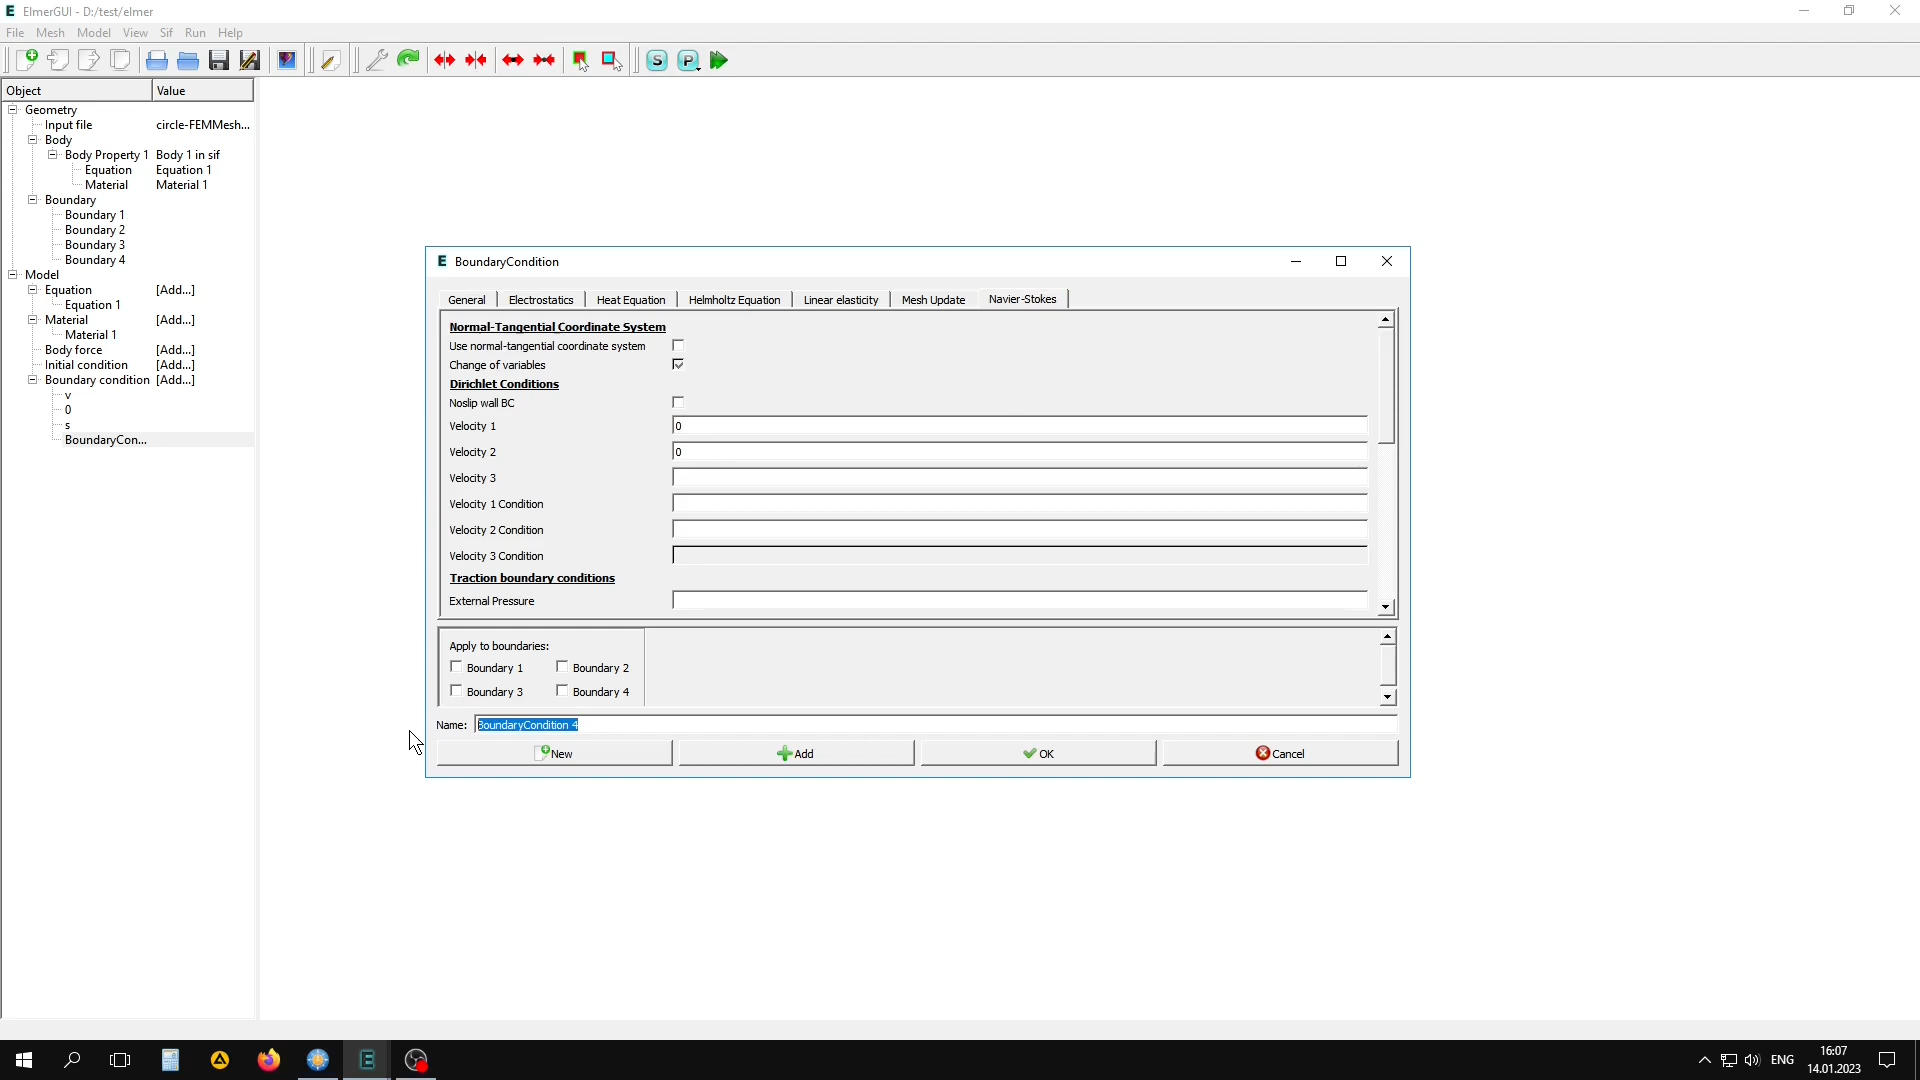 ElmerGUI - D:/test/elmer
File Mesh Model View Sif Run Help
Object Value
Geometry
Input file circle-FEMMesh...
Body
Body Property 1 Body 1 in sif
Equation Equation 1
Material Material 1
Boundary
Boundary 1
Boundary 2
Boundary 3
Boundary 4
Model
Equation [Add...]
Equation 1
Material [Add...]
Material 1
Body force [Add...]
Initial condition [Add...]
Boundary condition [Add...]
v
0
s
BoundaryCon...
BoundaryCondition
General Electrostatics Heat Equation Helmholtz Equation Linear elasticity Mesh Update Navier-Stokes
Normal-Tangential Coordinate System
Use normal-tangential coordinate system
Change of variables
Dirichlet Conditions
Noslip wall BC
Velocity 1 0
Velocity 2 0
Velocity 3
Velocity 1 Condition
Velocity 2 Condition
Velocity 3 Condition
Traction boundary conditions
External Pressure
Apply to boundaries:
Boundary 1 Boundary 2
Boundary 3 Boundary 4
Name: BoundaryCondition 4
New Add OK Cancel
ENG
16:07
14.01.2023